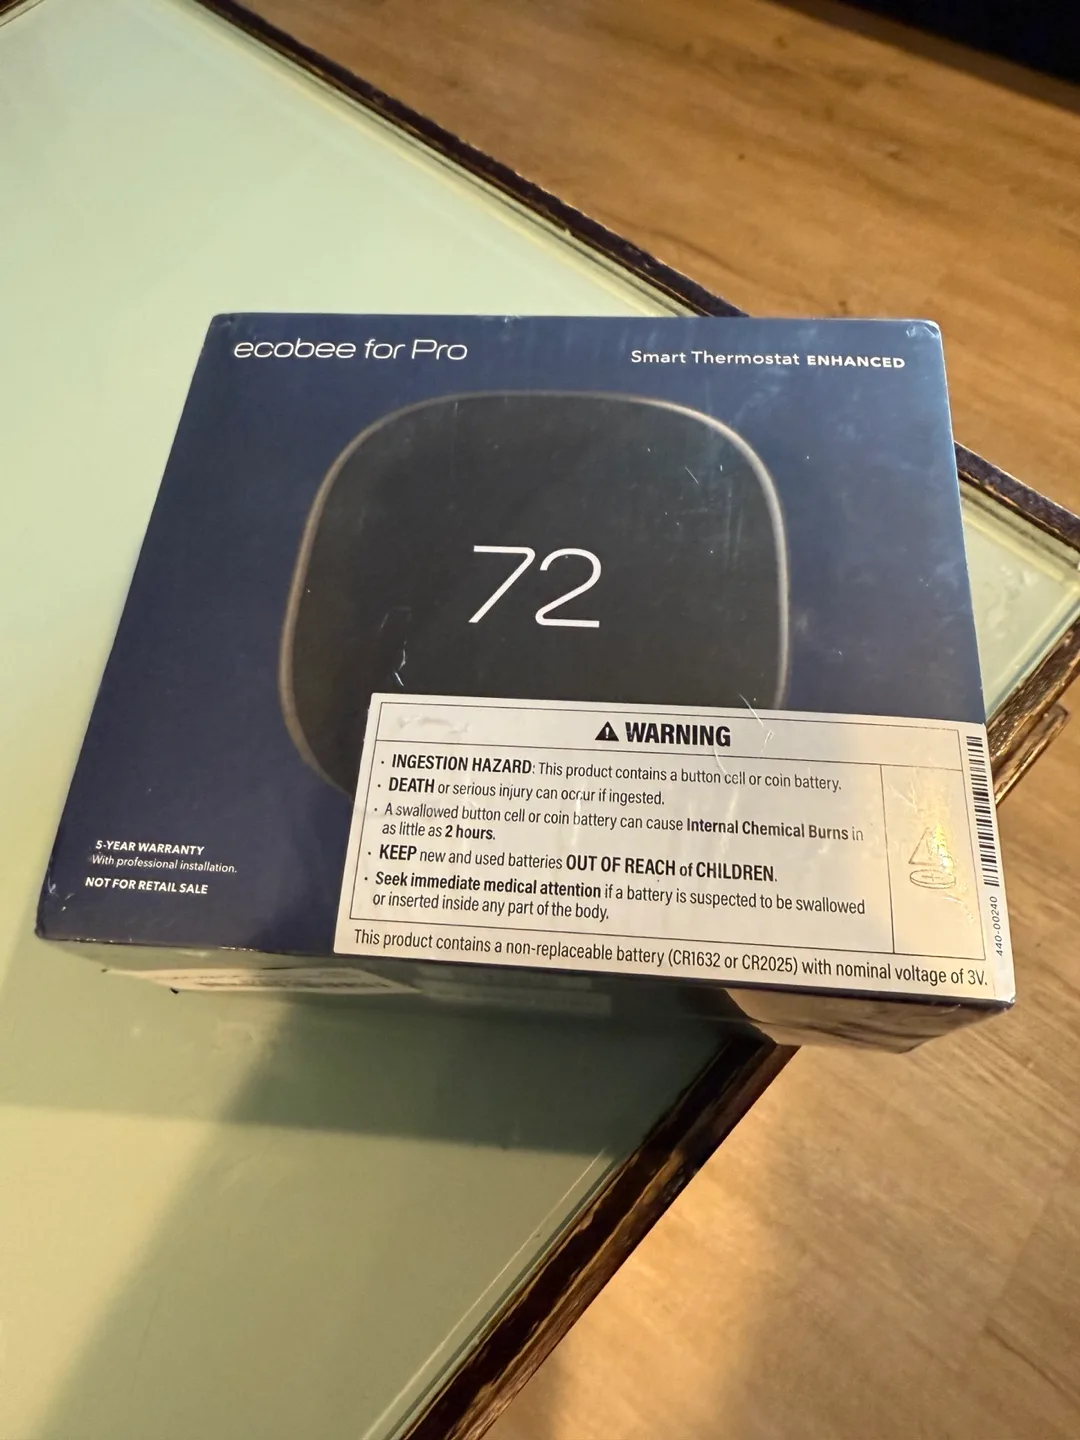 ecobee for Pro
Smart Thermostat ENHANCED
72
⚠ WARNING
· INGESTION HAZARD: This product contains a button cell or coin battery.
· DEATH or serious injury can occur if ingested.
· A swallowed button cell or coin battery can cause Internal Chemical Burns in
as little as 2 hours.
· KEEP new and used batteries OUT OF REACH of CHILDREN.
· Seek immediate medical attention if a battery is suspected to be swallowed
or inserted inside any part of the body.
This product contains a non-replaceable battery (CR1632 or CR2025) with nominal voltage of 3V.
440-00240
5-YEAR WARRANTY
With professional installation.
NOT FOR RETAIL SALE